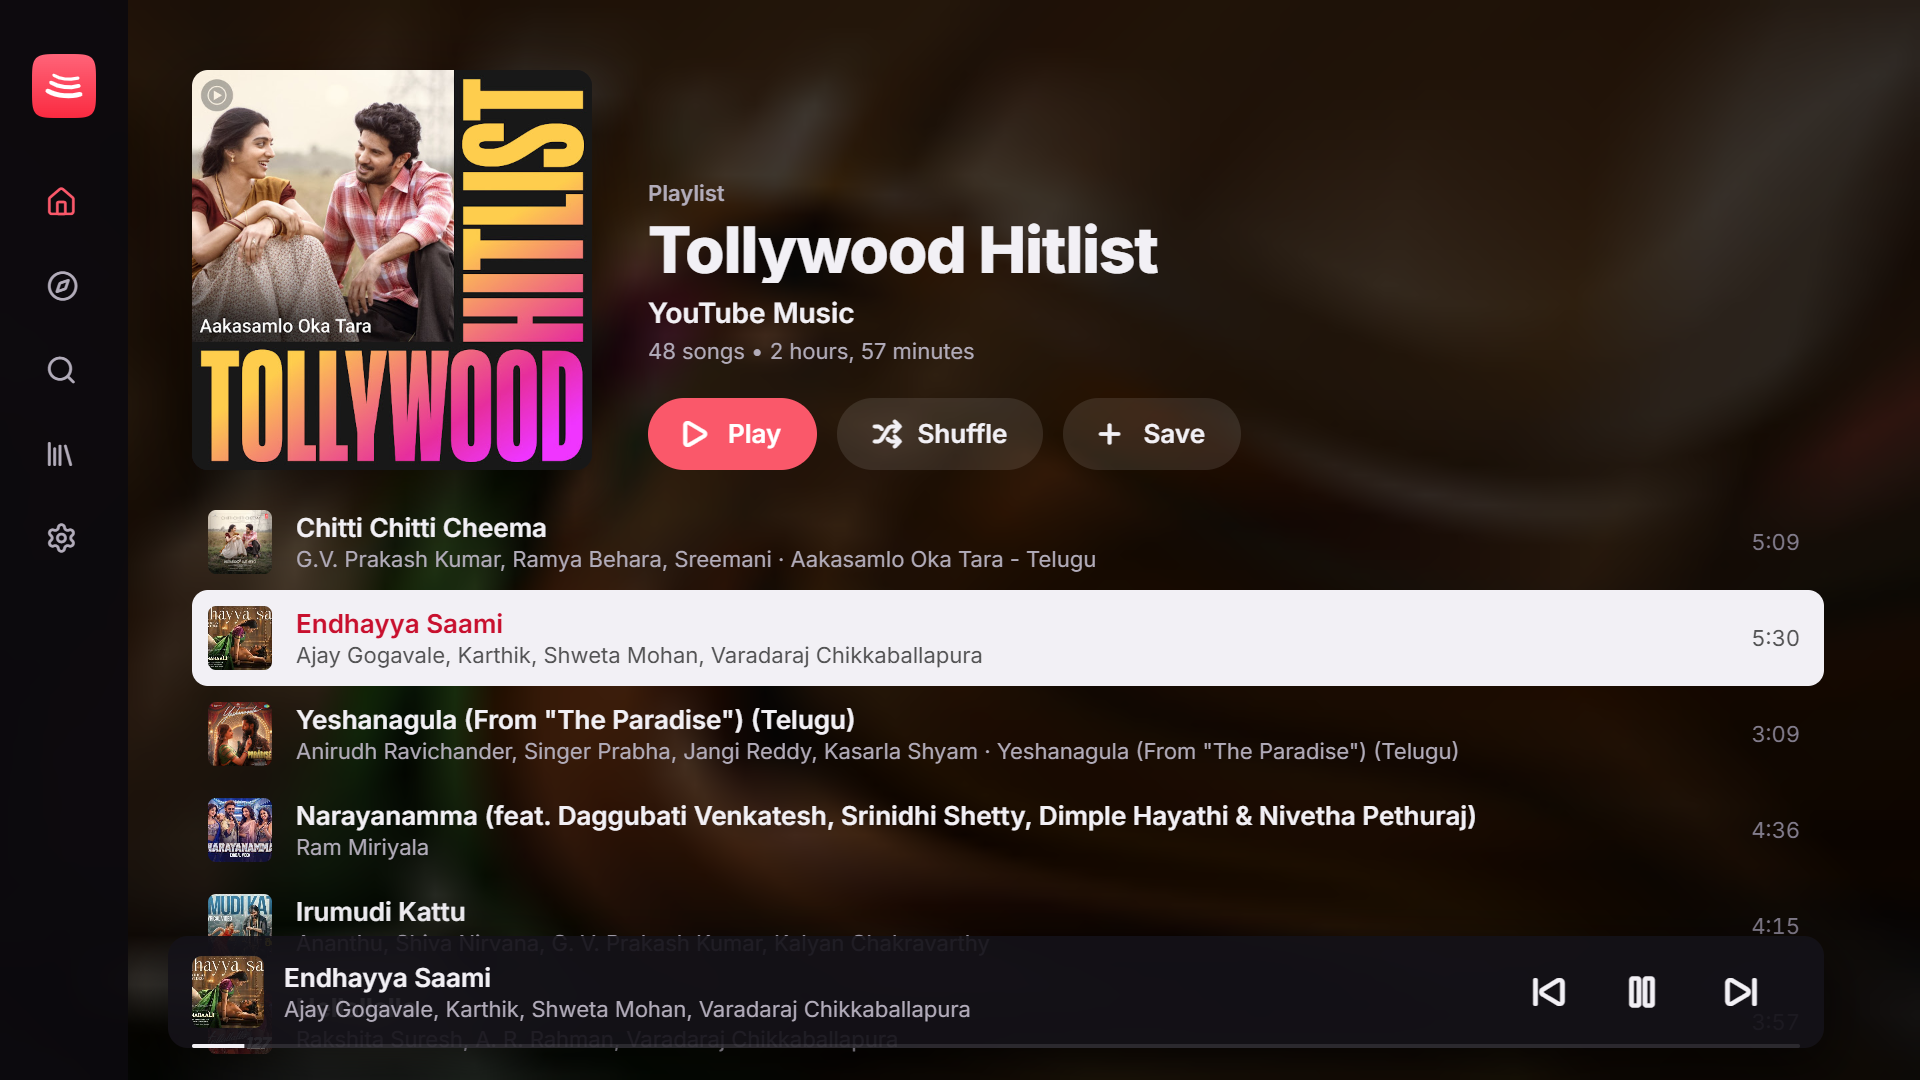 HITLIST
Aakasamlo Oka Tara
TOLLYWOOD
Playlist
Tollywood Hitlist
YouTube Music
48 songs • 2 hours, 57 minutes
Play
Shuffle
Save
Chitti Chitti Cheema
G.V. Prakash Kumar, Ramya Behara, Sreemani · Aakasamlo Oka Tara - Telugu
5:09
Endhayya Saami
Ajay Gogavale, Karthik, Shweta Mohan, Varadaraj Chikkaballapura
5:30
Yeshanagula (From "The Paradise") (Telugu)
Anirudh Ravichander, Singer Prabha, Jangi Reddy, Kasarla Shyam · Yeshanagula (From "The Paradise") (Telugu)
3:09
NARAYANAMMA
Narayanamma (feat. Daggubati Venkatesh, Srinidhi Shetty, Dimple Hayathi & Nivetha Pethuraj)
Ram Miriyala
4:36
Irumudi Kattu
Ananthu, Shiva Nirvana, G. V. Prakash Kumar, Kalyan Chakravarthy
4:15
Endhayya Saami
Ajay Gogavale, Karthik, Shweta Mohan, Varadaraj Chikkaballapura
Rakshita Suresh, A. R. Rahman, Varadaraj Chikkaballapura
3:57